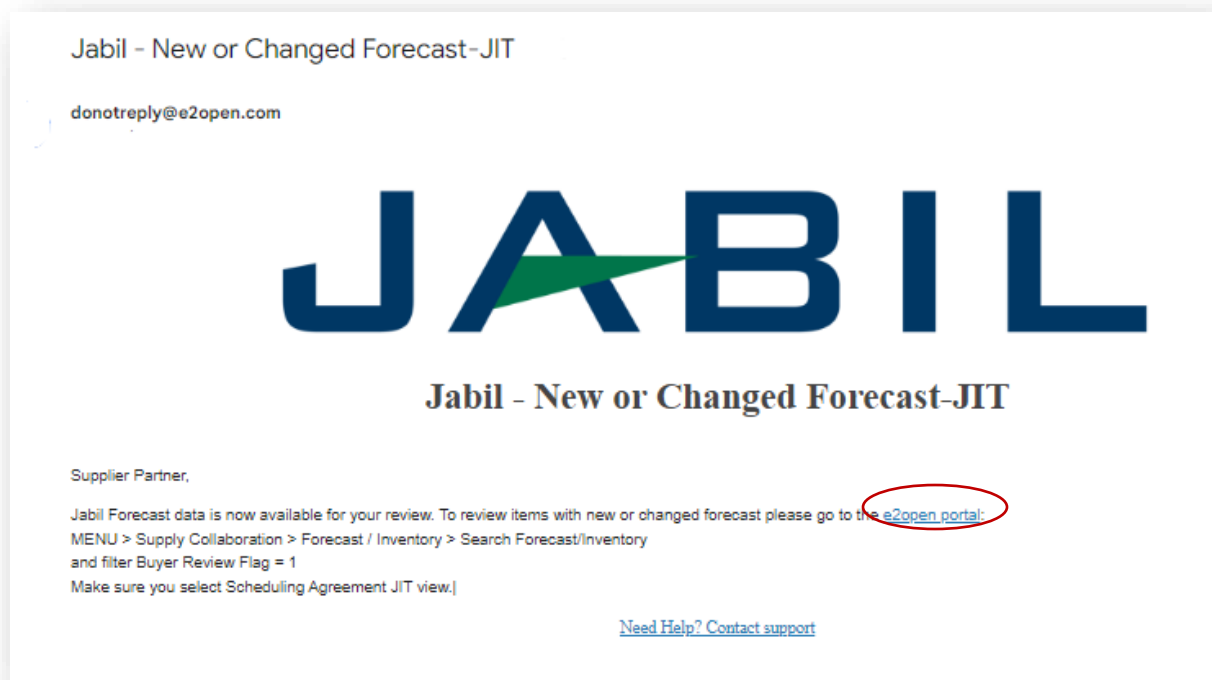 Jabil - New or Changed Forecast-JIT
donotreply@e2open.com
JABIL
Jabil - New or Changed Forecast-JIT
Supplier Partner,
Jabil Forecast data is now available for your review. To review items with new or changed forecast please go to the e2open portal:
MENU > Supply Collaboration > Forecast / Inventory > Search Forecast/Inventory
and filter Buyer Review Flag = 1
Make sure you select Scheduling Agreement JIT view.|
Need Help? Contact support